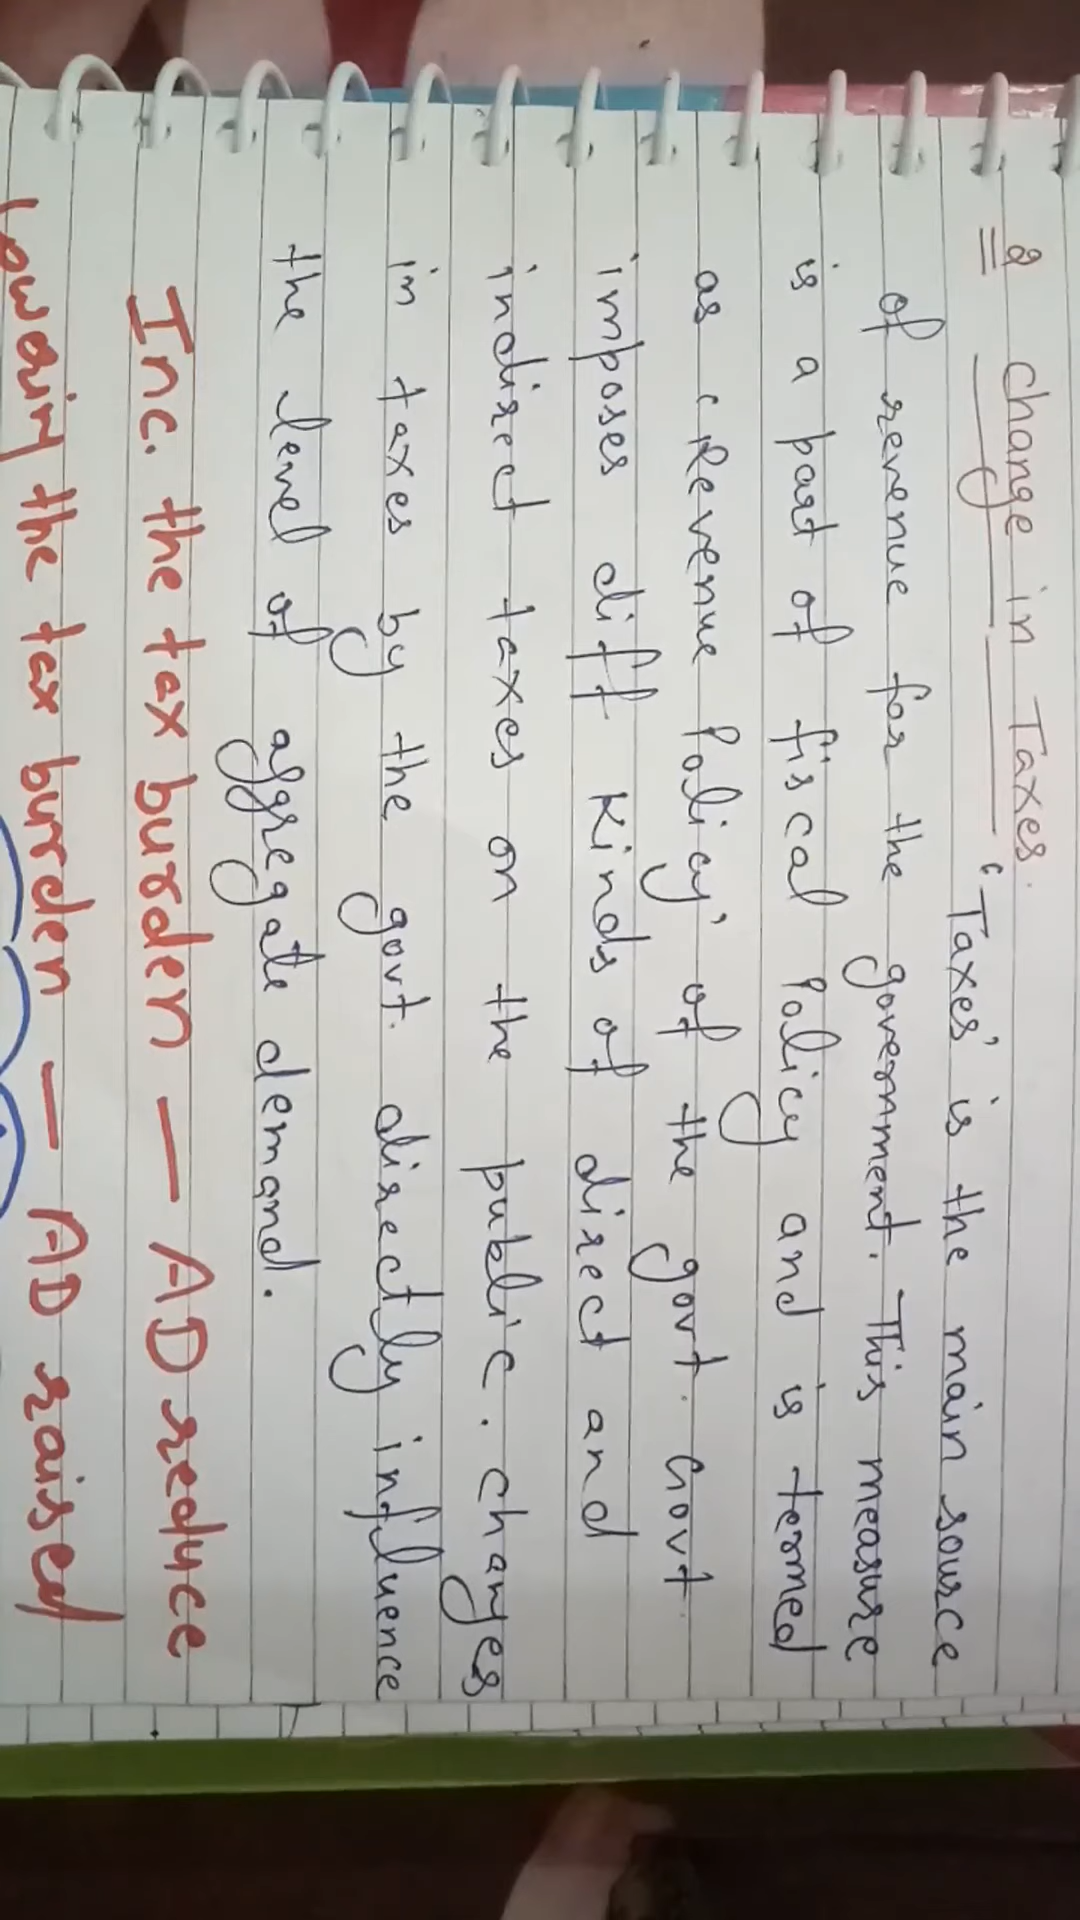 2 Change in Taxes.
'Taxes' is the main source
of revenue for the government. This measure
is a part of fiscal Policy and is termed
as 'Revenue Policy' of the govt. Govt.
imposes diff kinds of direct and
indirect taxes on the public. changes
in taxes by the govt. directly influence
the level of aggregate demand.
Inc. the tax burden — AD reduce
Lowering the tax burden — AD raised